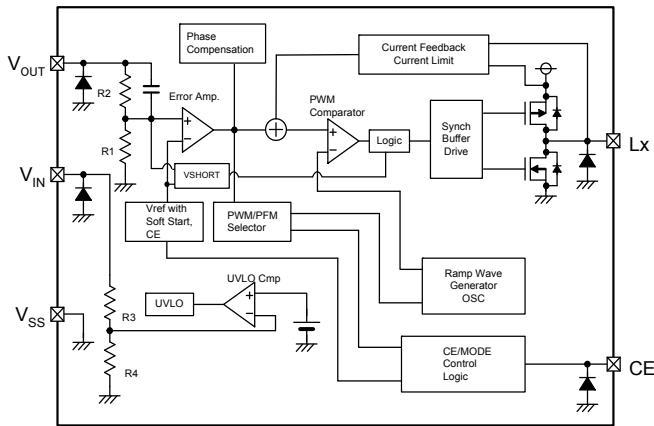 Phase
Compensation
Current Feedback
Current Limit
VOUT
R2
Error Amp.
PWM
Comparator
Logic
Synch
Buffer
Drive
Lx
R1
VSHORT
VIN
Vref with
Soft Start,
CE
PWM/PFM
Selector
Ramp Wave
Generator
OSC
UVLO Cmp
UVLO
R3
VSS
R4
CE/MODE
Control
Logic
CE